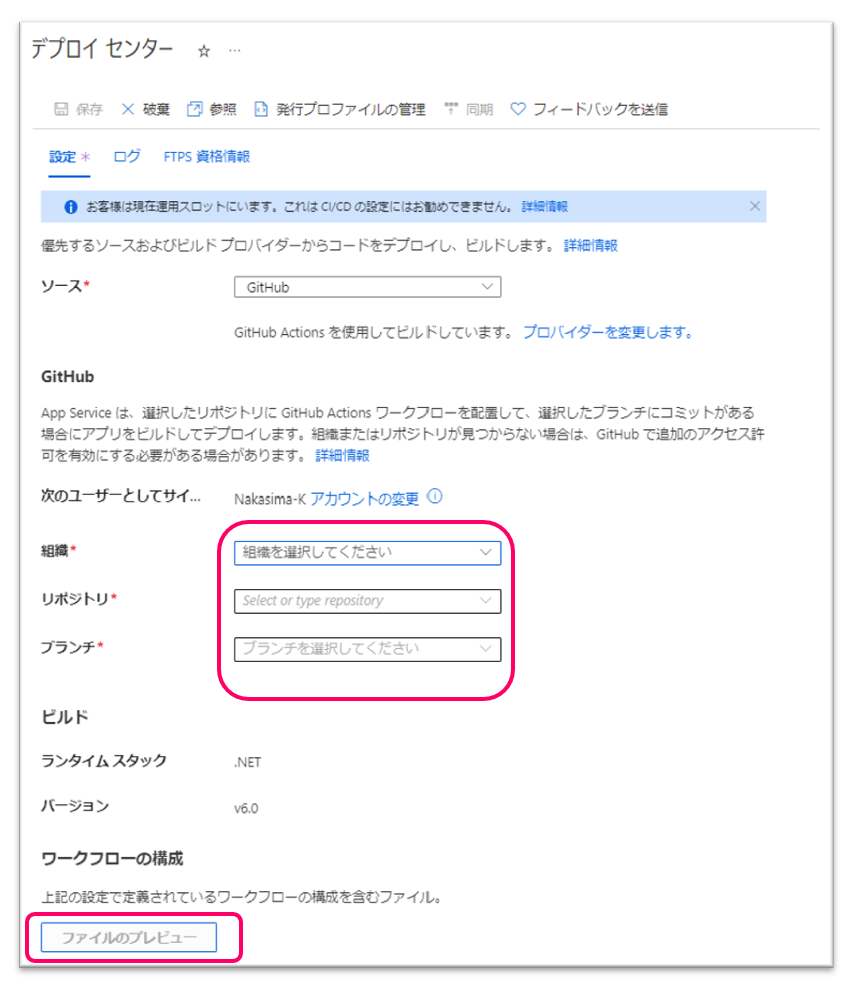 デプロイ センター ☆ …
保存 破棄 参照 発行プロファイルの管理 同期 フィードバックを送信
設定 * ログ FTPS 資格情報
お客様は現在運用スロットにいます。これは CI/CD の設定にはお勧めできません。 詳細情報
優先するソースおよびビルド プロバイダーからコードをデプロイし、ビルドします。 詳細情報
ソース* GitHub
GitHub Actions を使用してビルドしています。 プロバイダーを変更します。
GitHub
App Service は、選択したリポジトリに GitHub Actions ワークフローを配置して、選択したブランチにコミットがある
場合にアプリをビルドしてデプロイします。組織またはリポジトリが見つからない場合は、GitHub で追加のアクセス許
可を有効にする必要がある場合があります。 詳細情報
次のユーザーとしてサイ... Nakasima-K アカウントの変更
組織* 組織を選択してください
リポジトリ* Select or type repository
ブランチ* ブランチを選択してください
ビルド
ランタイム スタック .NET
バージョン v6.0
ワークフローの構成
上記の設定で定義されているワークフローの構成を含むファイル。
ファイルのプレビュー